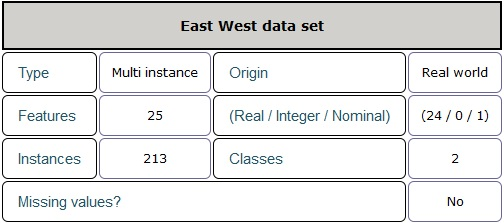 East West data set
Type Multi instance Origin Real world
Features 25 (Real / Integer / Nominal) (24 / 0 / 1)
Instances 213 Classes 2
Missing values? No